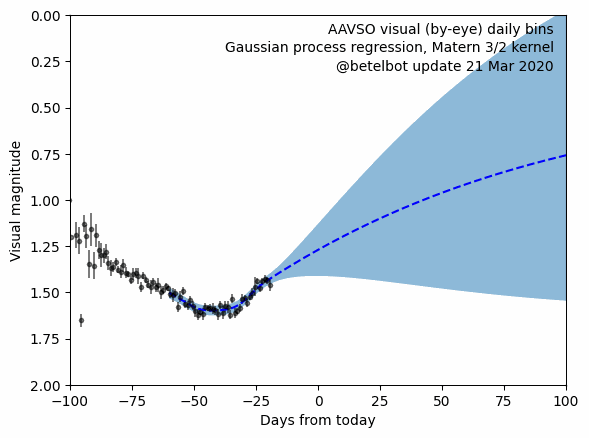 AAVSO visual (by-eye) daily bins
Gaussian process regression, Matern 3/2 kernel
@betelbot update 21 Mar 2020
0.00
0.25
0.50
0.75
1.00
1.25
1.50
1.75
2.00
Visual magnitude
−100 −75 −50 −25 0 25 50 75 100
Days from today